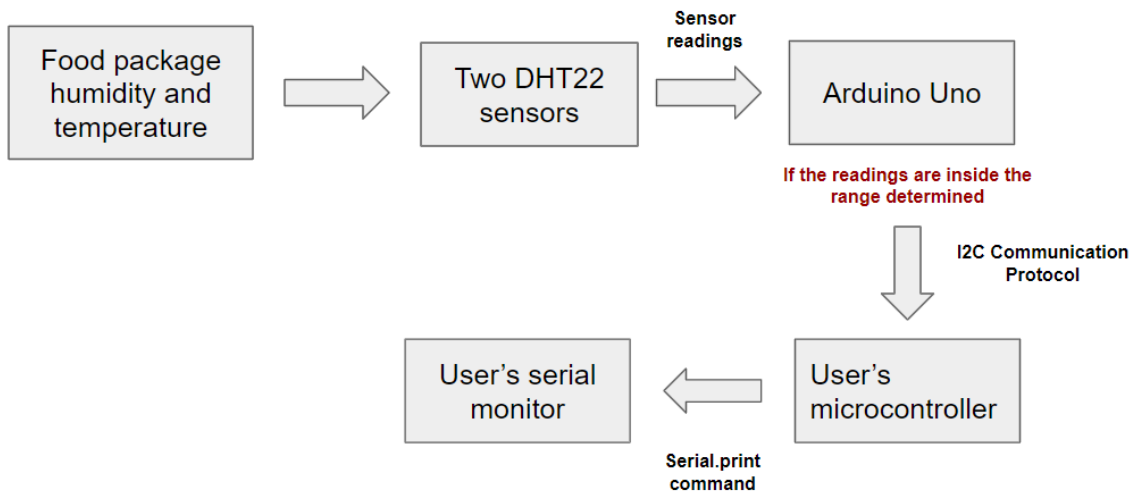 Food package
humidity and
temperature
Two DHT22
sensors
Sensor
readings
Arduino Uno
If the readings are inside the
range determined
I2C Communication
Protocol
User's
microcontroller
Serial.print
command
User's serial
monitor